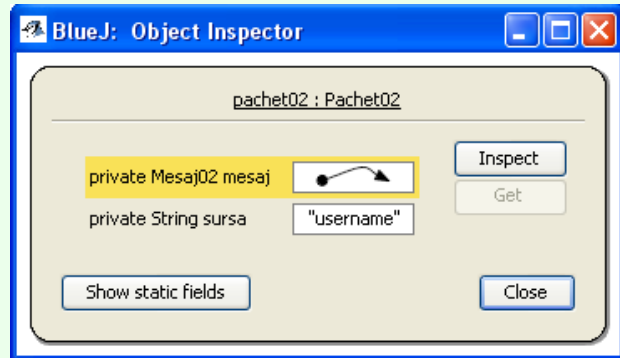 BlueJ: Object Inspector
pachet02 : Pachet02
private Mesaj02 mesaj
Inspect
Get
private String sursa "username"
Show static fields
Close